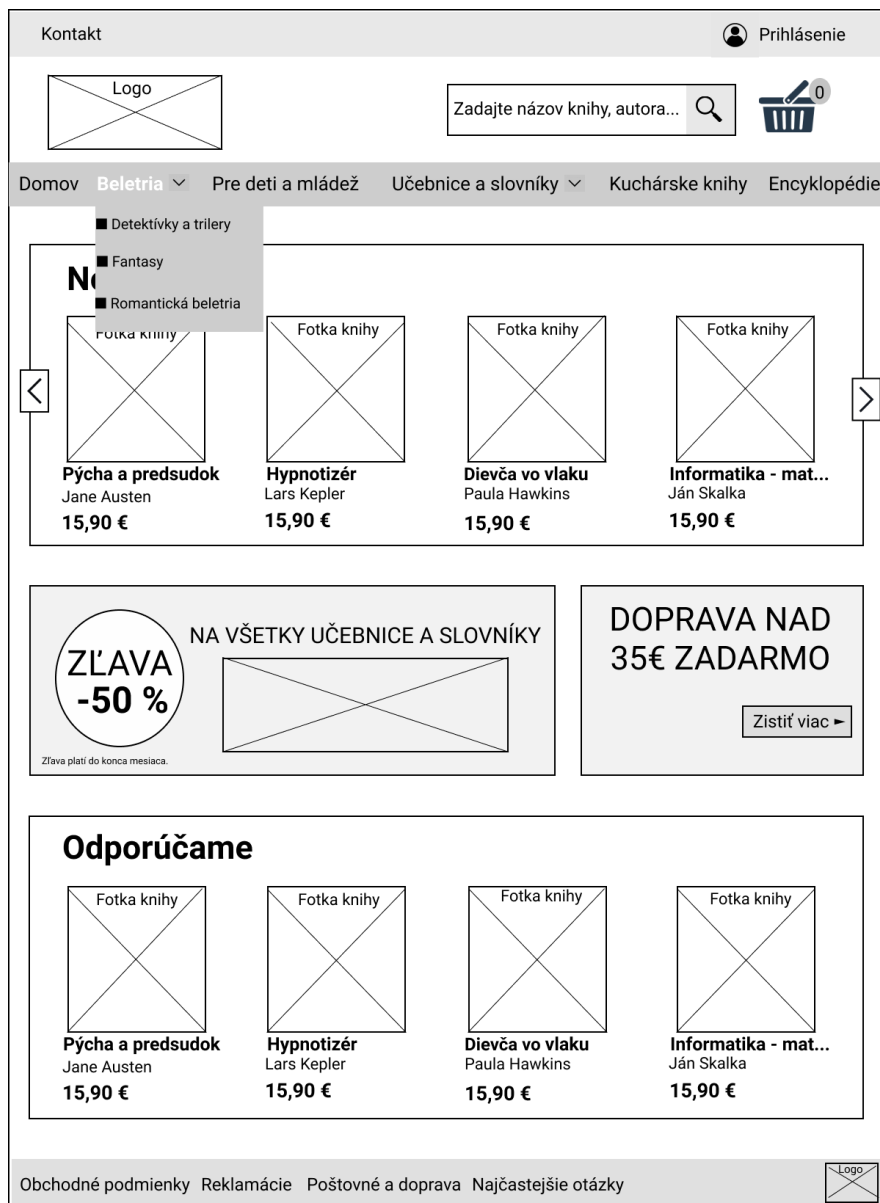 Kontakt
Prihlásenie
Logo
Zadajte názov knihy, autora...
0
Domov Beletria Pre deti a mládež Učebnice a slovníky Kuchárske knihy Encyklopédie
Detektívky a trilery
Fantasy
Romantická beletria
Fotka knihy Fotka knihy Fotka knihy Fotka knihy
Pýcha a predsudok Hypnotizér Dievča vo vlaku Informatika - mat...
Jane Austen Lars Kepler Paula Hawkins Ján Skalka
15,90 € 15,90 € 15,90 € 15,90 €
ZĽAVA
-50 %
NA VŠETKY UČEBNICE A SLOVNÍKY
Zľava platí do konca mesiaca.
DOPRAVA NAD
35€ ZADARMO
Zistiť viac ►
Odporúčame
Fotka knihy Fotka knihy Fotka knihy Fotka knihy
Pýcha a predsudok Hypnotizér Dievča vo vlaku Informatika - mat...
Jane Austen Lars Kepler Paula Hawkins Ján Skalka
15,90 € 15,90 € 15,90 € 15,90 €
Obchodné podmienky Reklamácie Poštovné a doprava Najčastejšie otázky
Logo